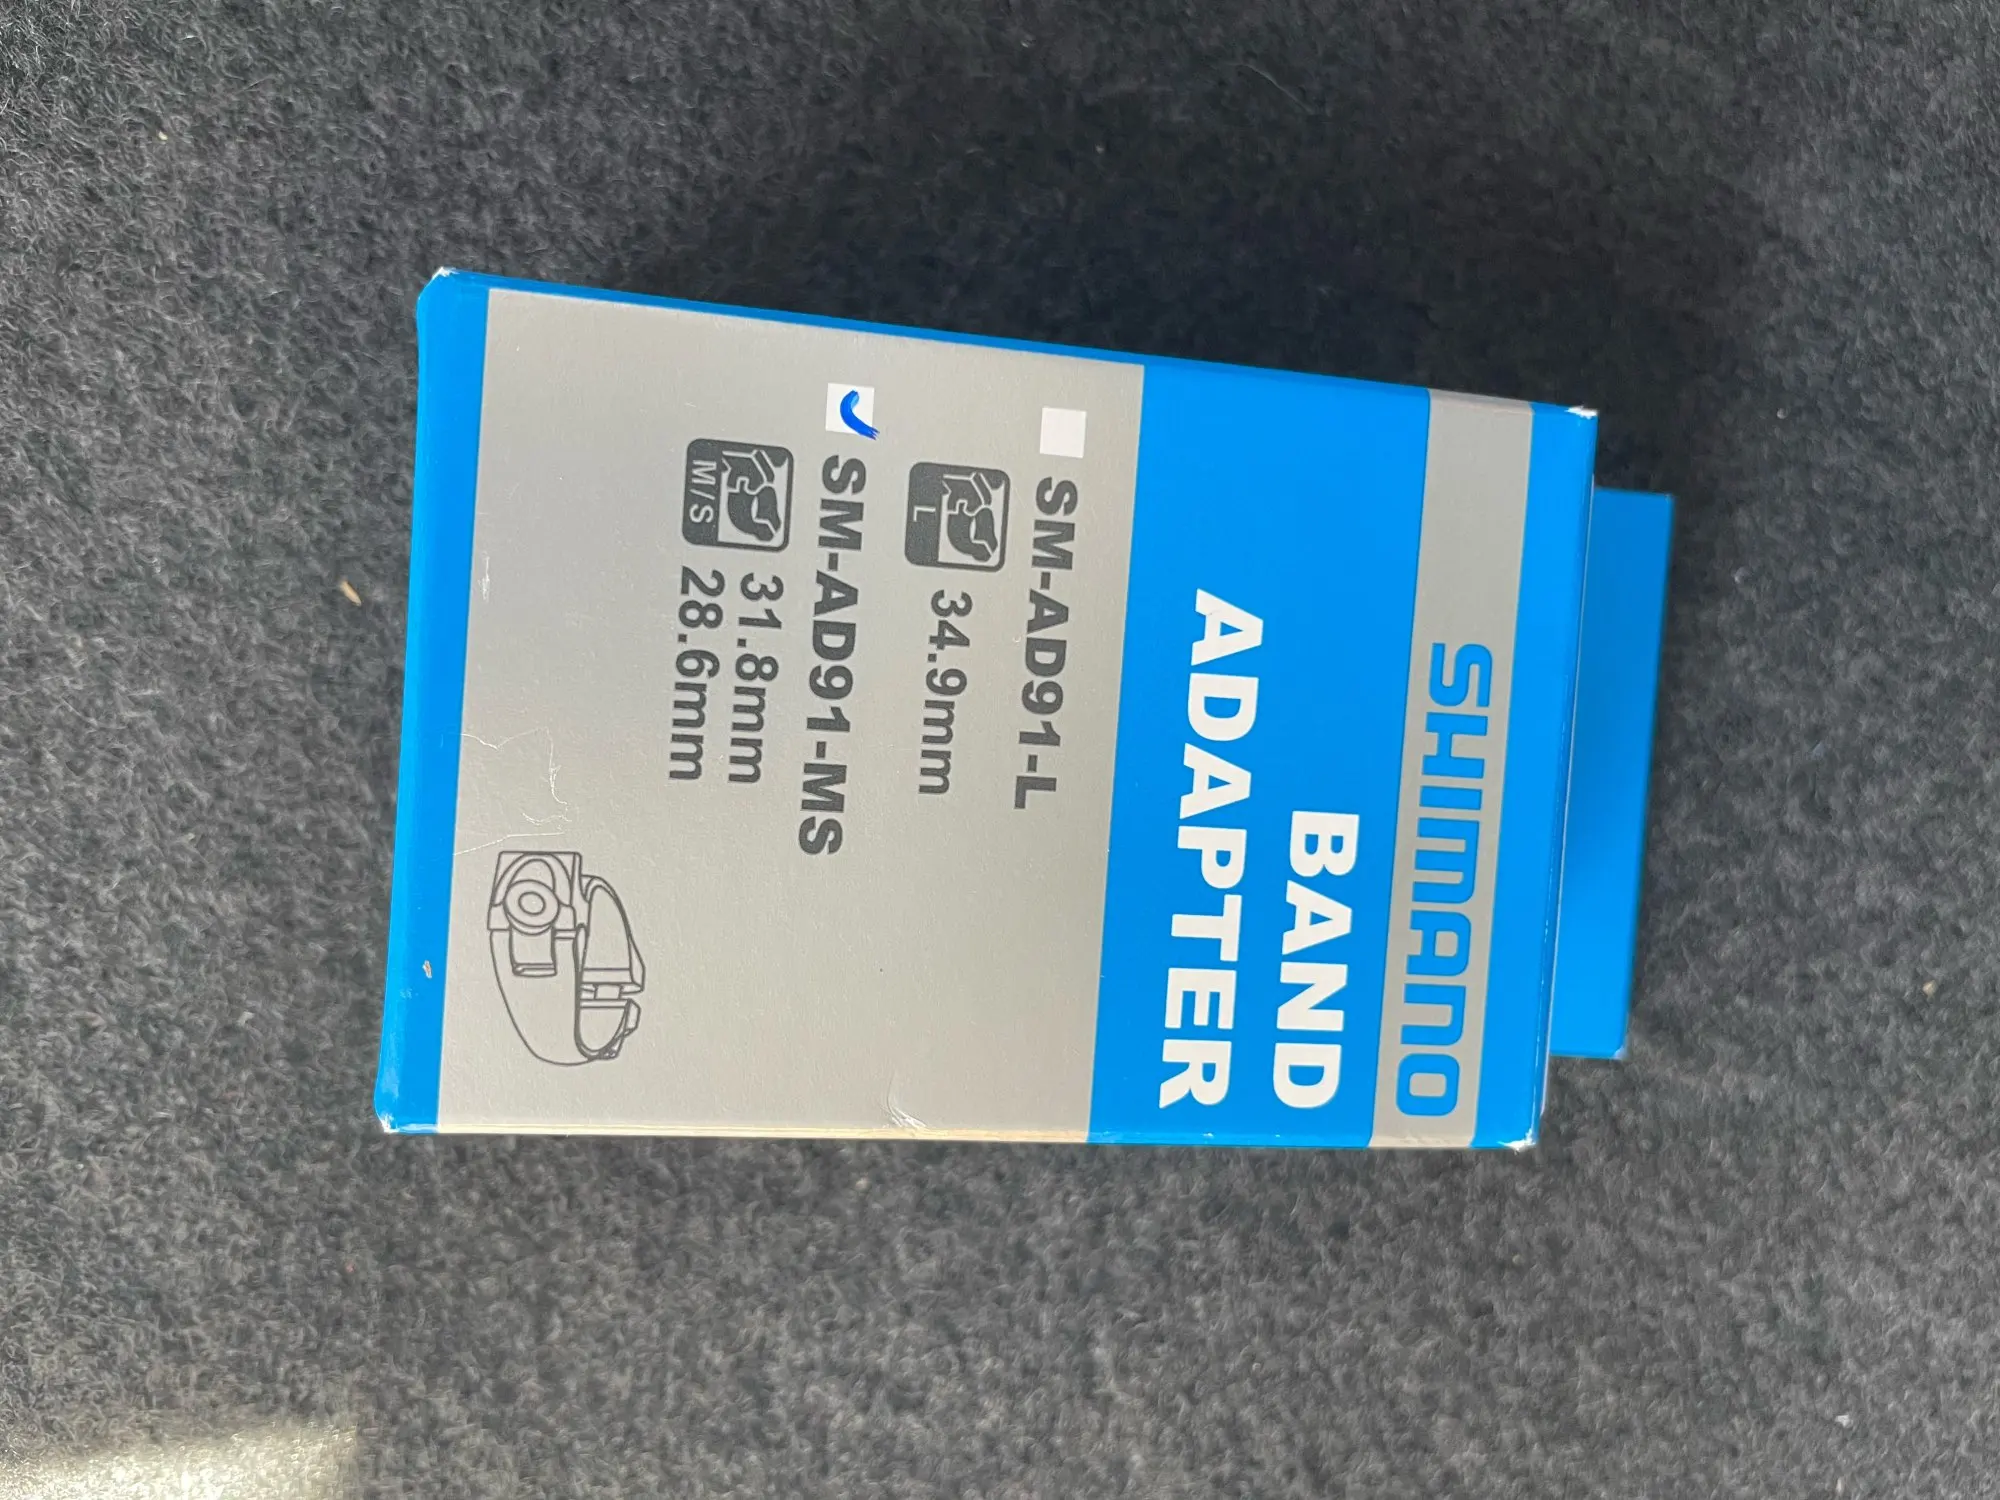 SHIMANO
BAND
ADAPTER
SM-AD91-L
L 34.9mm
SM-AD91-MS
M/S 31.8mm
28.6mm